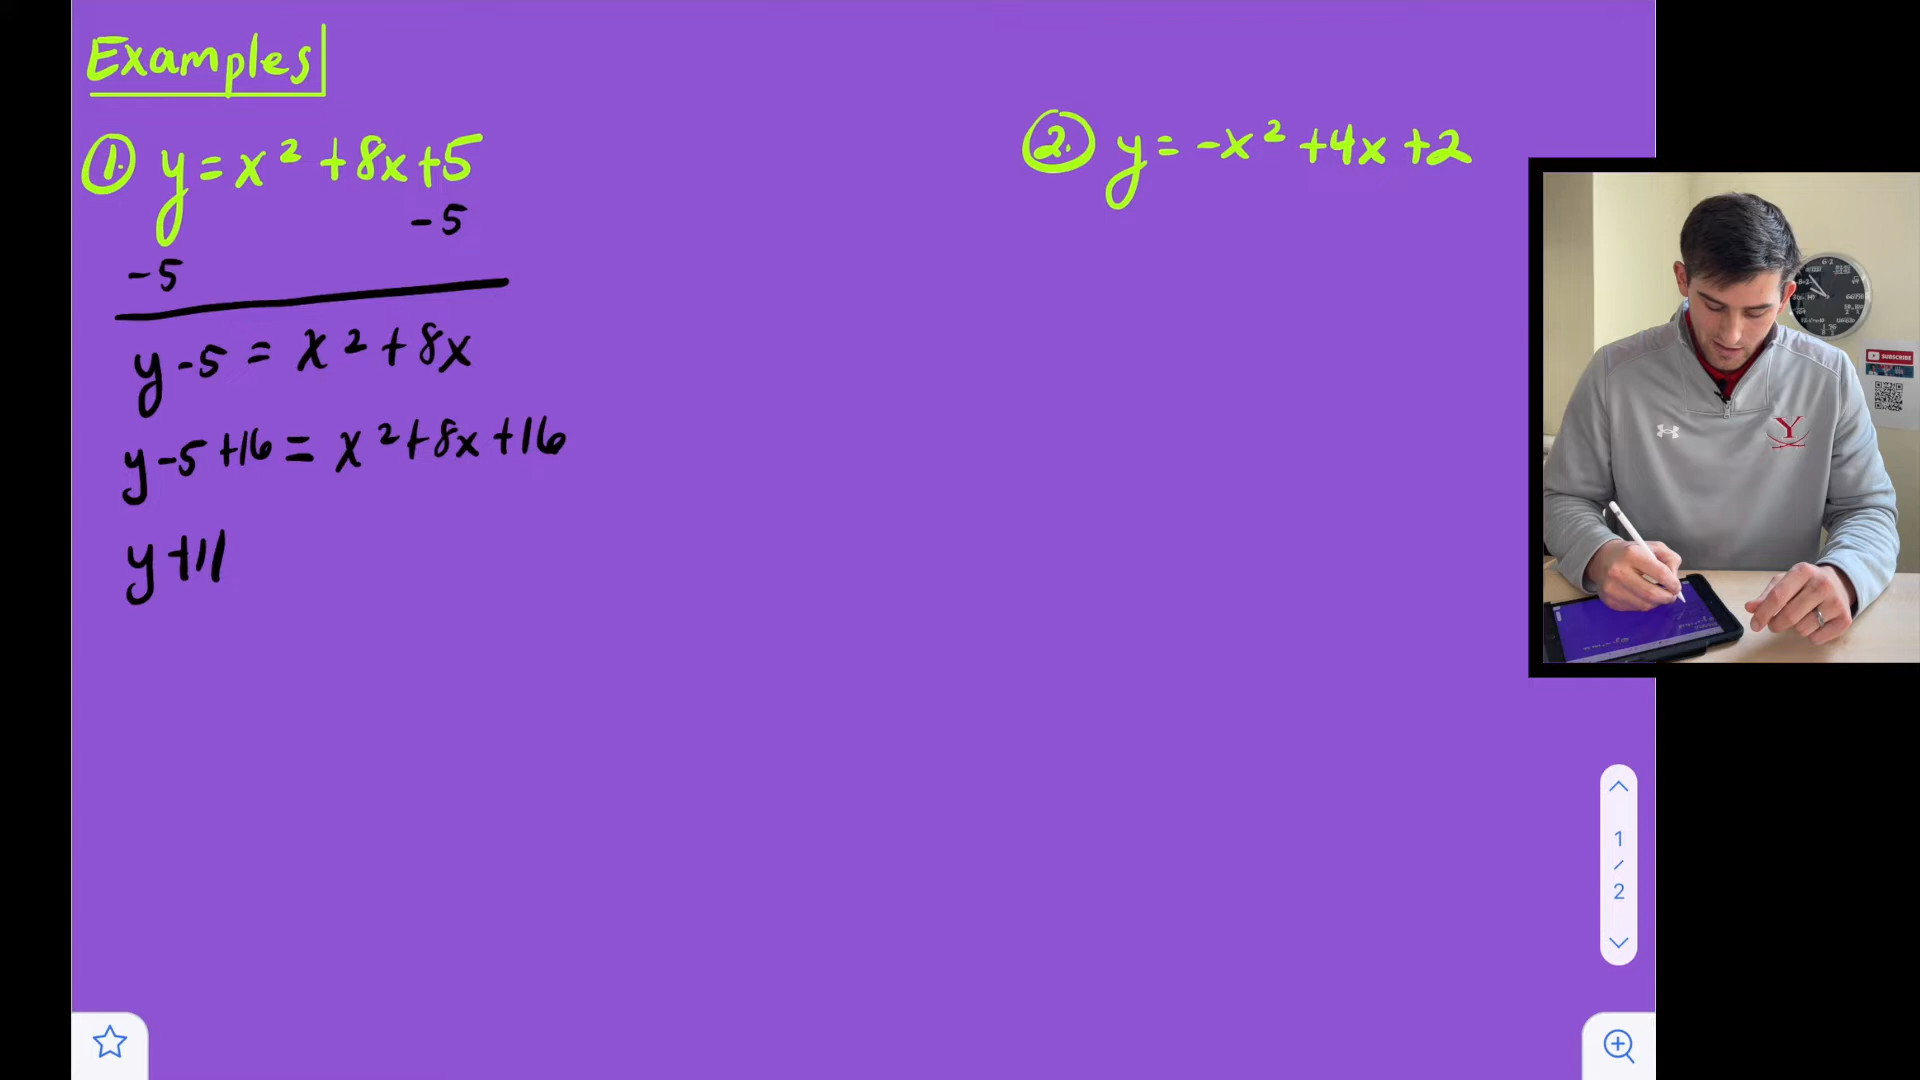 Examples
1. y = x² + 8x + 5
- 5
- 5
y - 5 = x² + 8x
y - 5 + 16 = x² + 8x + 16
y + 11
2. y = -x² + 4x + 2
SUBSCRIBE
Y
1
/
2